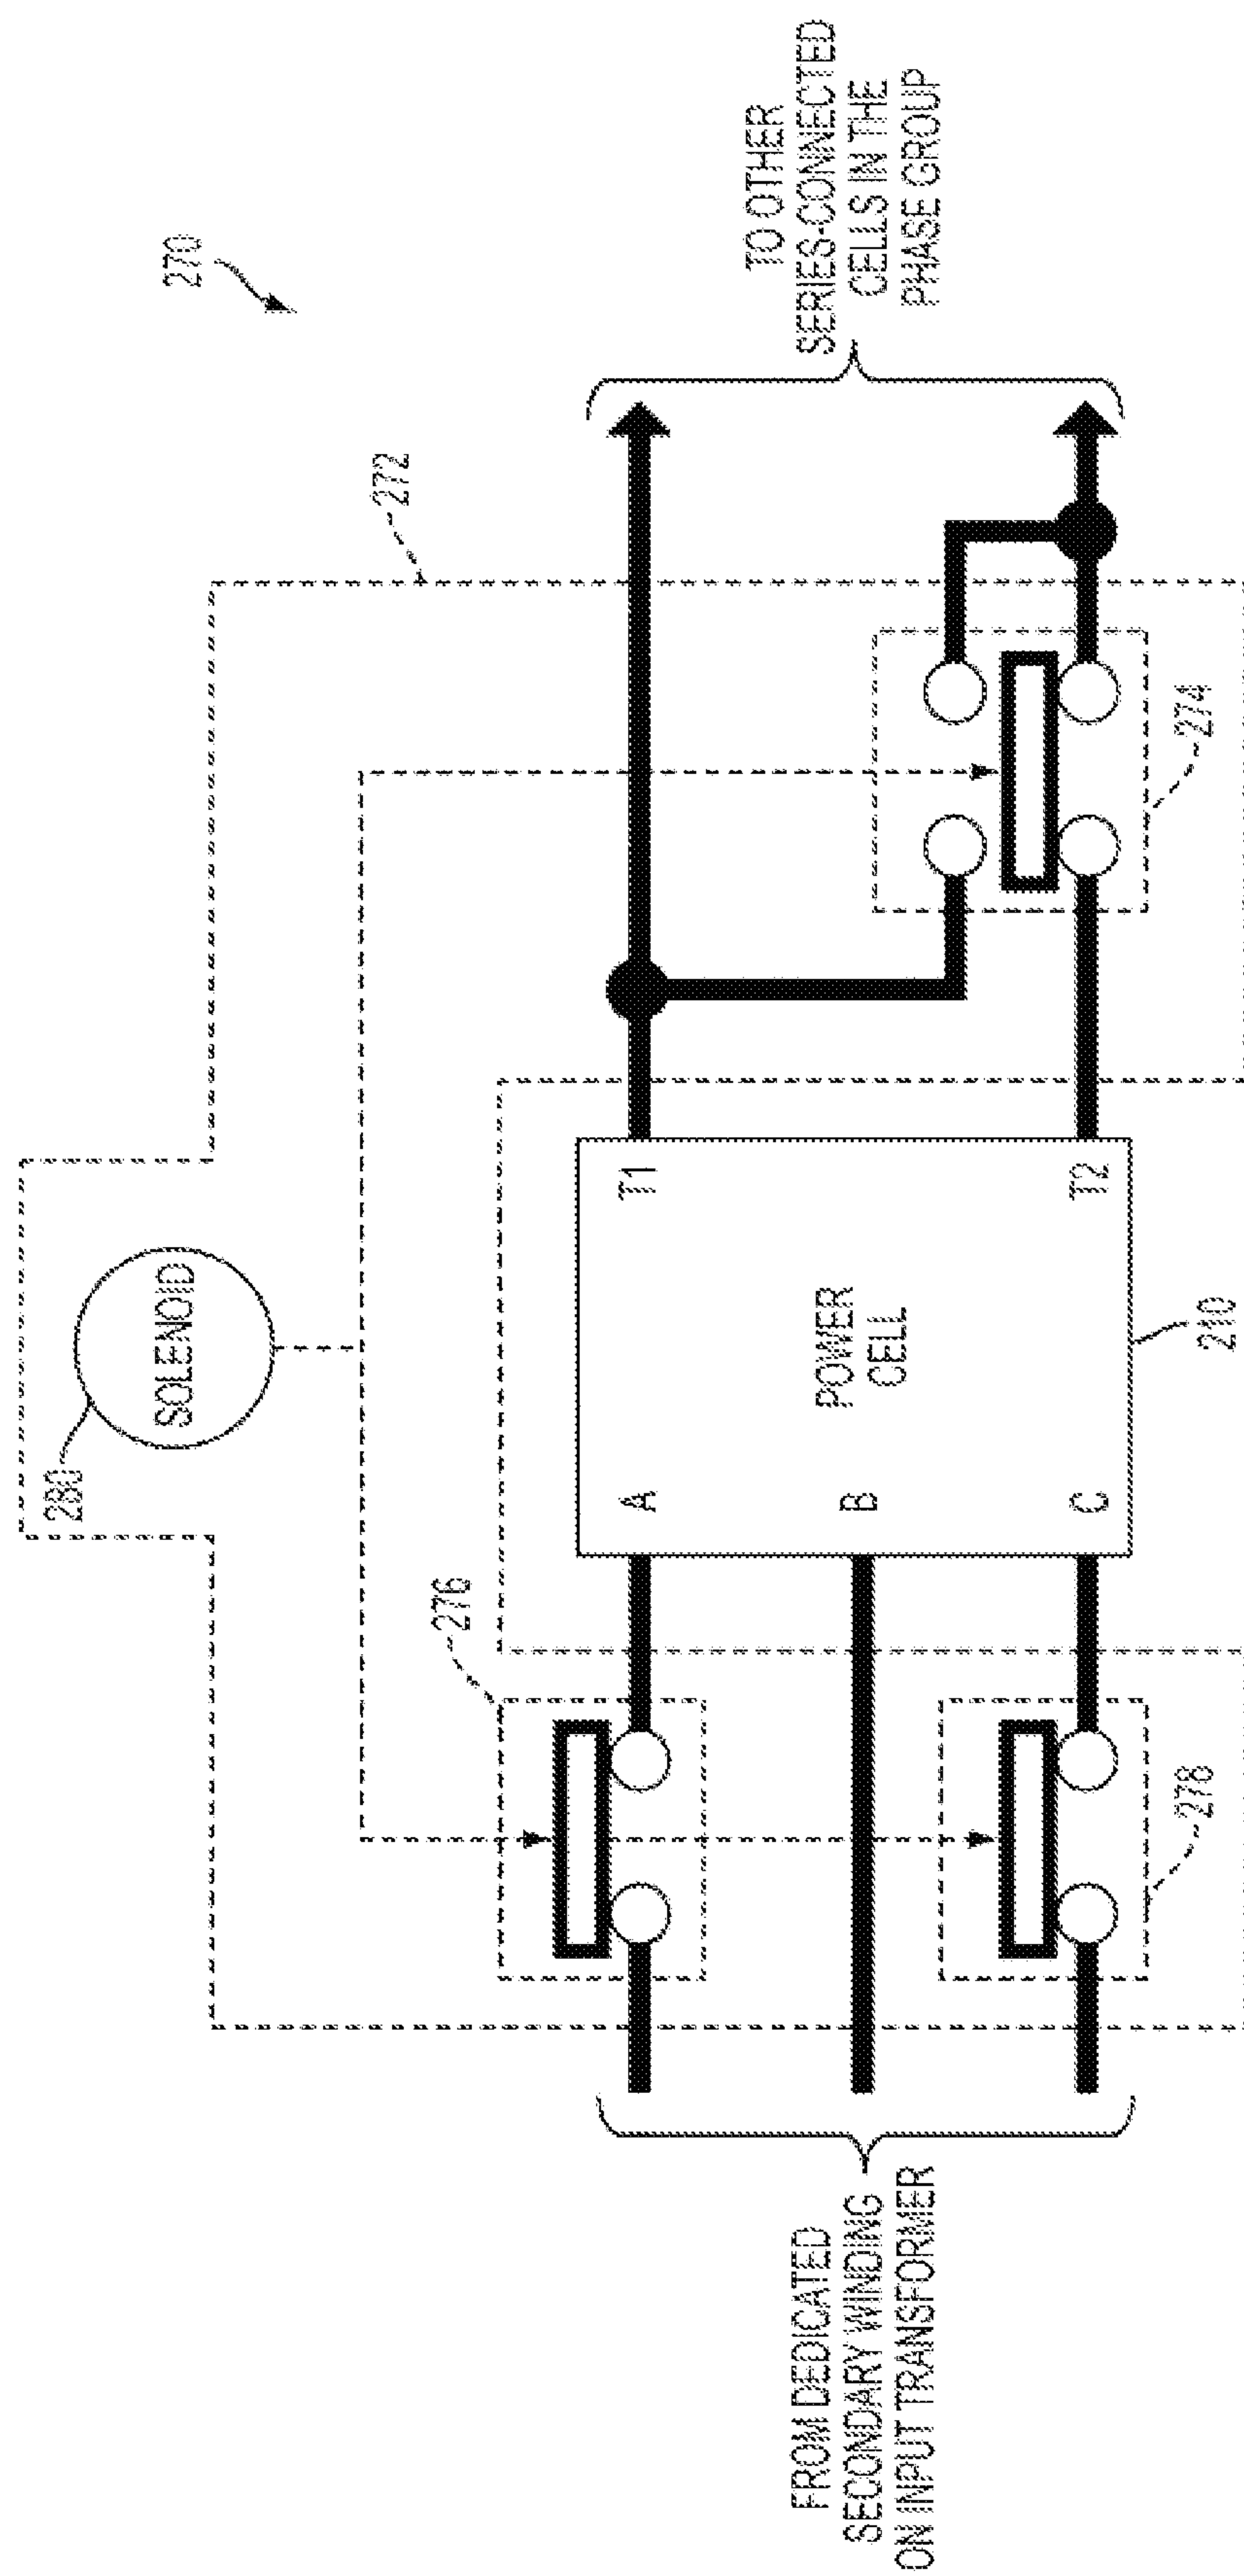 270
272
280
SOLENOID
276
A
B
C
POWER
CELL
T1
T2
210
274
278
FROM DEDICATED
SECONDARY WINDING
ON INPUT TRANSFORMER
TO OTHER
SERIES-CONNECTED
CELLS IN THE
PHASE GROUP